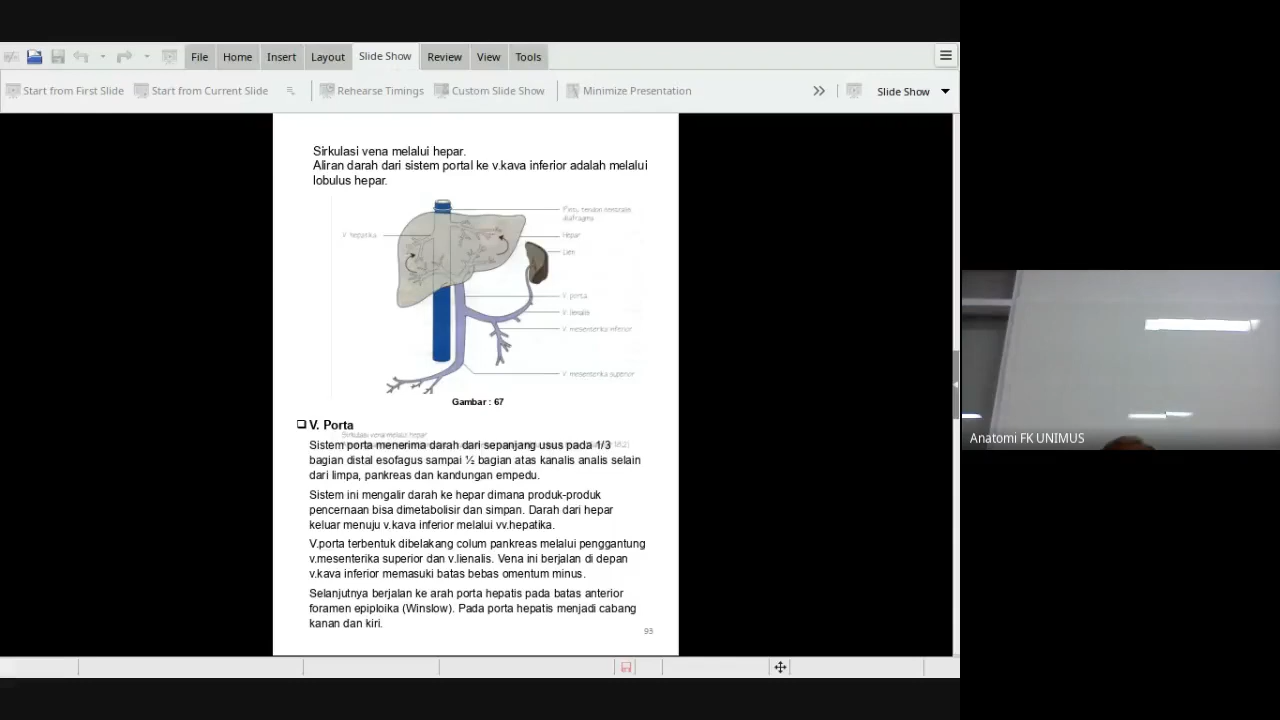 File Home Insert Layout Slide Show Review View Tools
Start from First Slide Start from Current Slide Rehearse Timings Custom Slide Show Minimize Presentation Slide Show
Sirkulasi vena melalui hepar.
Aliran darah dari sistem portal ke v.kava inferior adalah melalui
lobulus hepar.
Pintu, tendon sentralis
diafragma
V. hepatika
Hepar
Lien
V. porta
V. lienalis
V. mesenterika inferior
V. mesenterika superior
Gambar : 67
V. Porta
Sirkulasi vena melalui hepar
Sistem porta menerima darah dari sepanjang usus pada 1/3
bagian distal esofagus sampai ½ bagian atas kanalis analis selain
dari limpa, pankreas dan kandungan empedu.
Sistem ini mengalir darah ke hepar dimana produk-produk
pencernaan bisa dimetabolisir dan simpan. Darah dari hepar
keluar menuju v.kava inferior melalui vv.hepatika.
V.porta terbentuk dibelakang colum pankreas melalui penggantung
v.mesenterika superior dan v.lienalis. Vena ini berjalan di depan
v.kava inferior memasuki batas bebas omentum minus.
Selanjutnya berjalan ke arah porta hepatis pada batas anterior
foramen epiploika (Winslow). Pada porta hepatis menjadi cabang
kanan dan kiri.
93
Anatomi FK UNIMUS